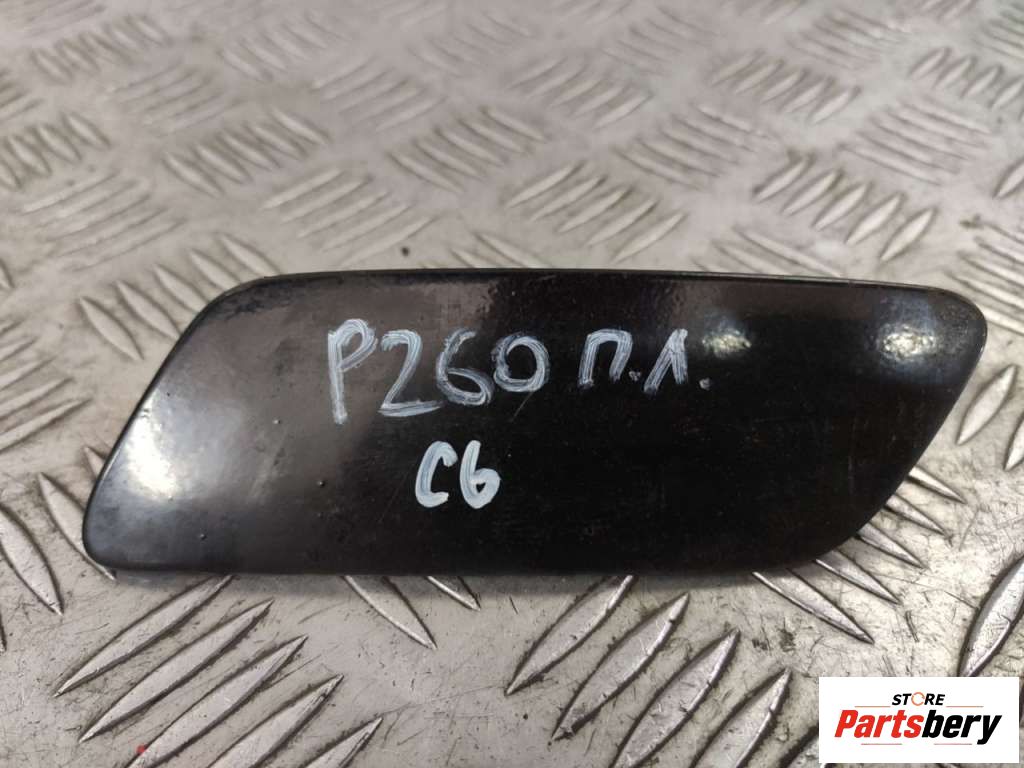 P260 П.Л.
C6
STORE
Partsbery